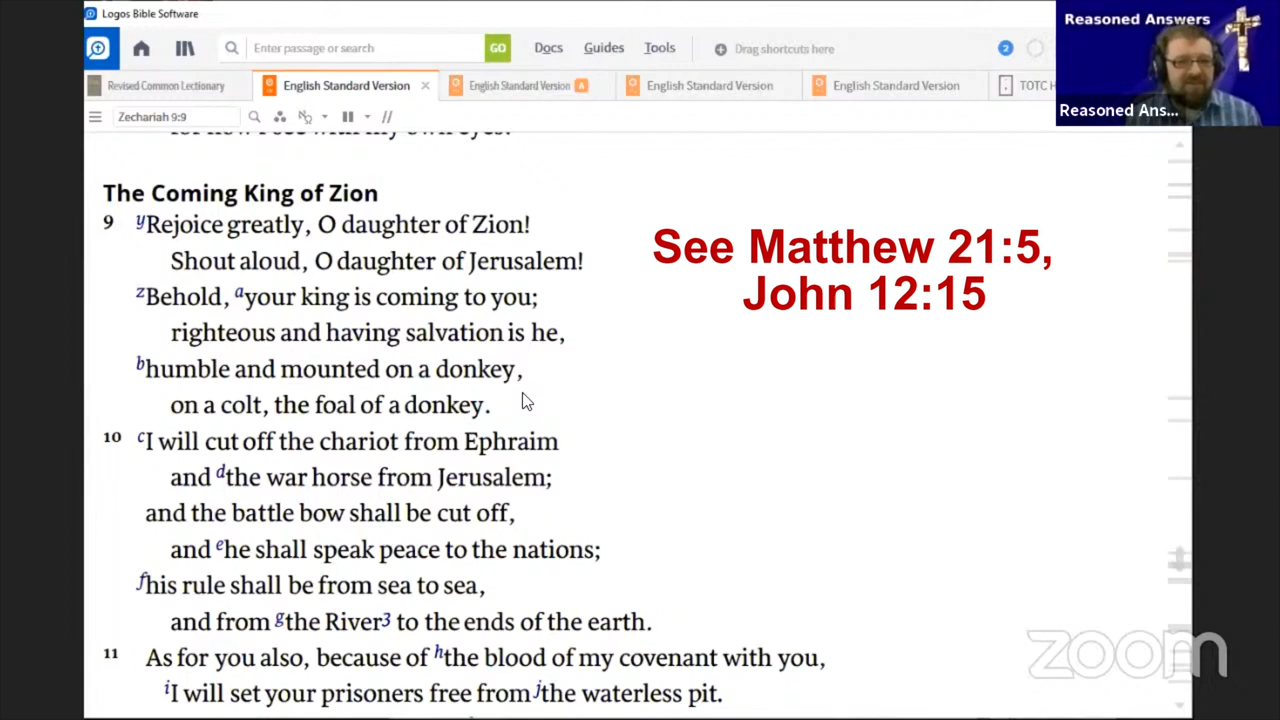 Logos Bible Software
Enter passage or search
GO
Docs
Guides
Tools
Drag shortcuts here
2
Reasoned Answers
Reasoned Ans...
Revised Common Lectionary
English Standard Version
English Standard Version A
English Standard Version
English Standard Version
TOTC H
Zechariah 9:9
for now I see with my own eyes.
The Coming King of Zion
9 yRejoice greatly, O daughter of Zion!
Shout aloud, O daughter of Jerusalem!
zBehold, ayour king is coming to you;
righteous and having salvation is he,
bhumble and mounted on a donkey,
on a colt, the foal of a donkey.
10 cI will cut off the chariot from Ephraim
and dthe war horse from Jerusalem;
and the battle bow shall be cut off,
and ehe shall speak peace to the nations;
fhis rule shall be from sea to sea,
and from gthe River3 to the ends of the earth.
11 As for you also, because of hthe blood of my covenant with you,
iI will set your prisoners free from jthe waterless pit.
See Matthew 21:5,
John 12:15
zoom